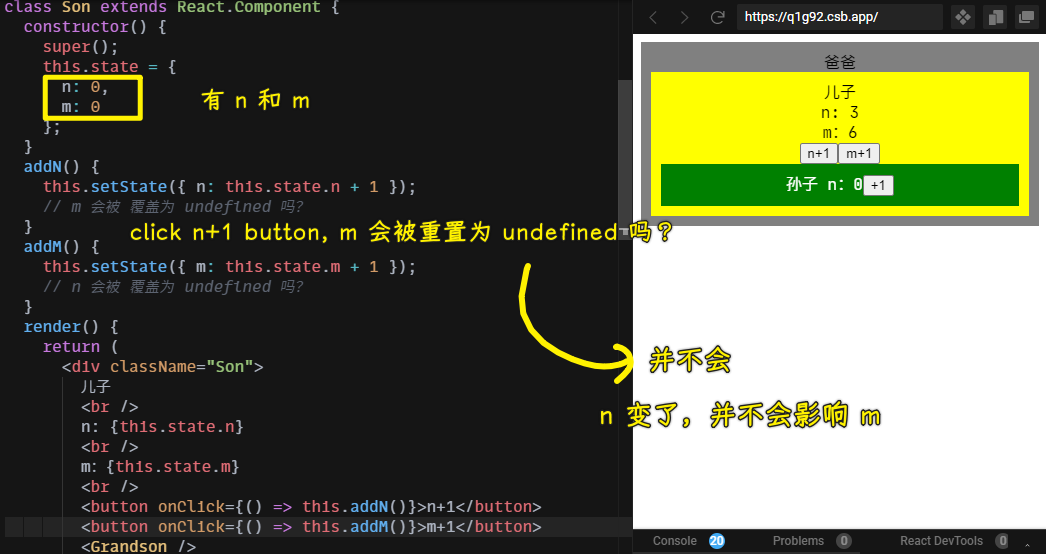 class Son extends React.Component {
constructor() {
super();
this.state = {
n: 0,
m: 0
};
}
addN() {
this.setState({ n: this.state.n + 1 });
// m 会被 覆盖为 undefined 吗?
}
addM() {
this.setState({ m: this.state.m + 1 });
// n 会被 覆盖为 undefined 吗?
}
render() {
return (
<div className="Son">
儿子
<br />
n: {this.state.n}
<br />
m: {this.state.m}
<br />
<button onClick={() => this.addN()}>n+1</button>
<button onClick={() => this.addM()}>m+1</button>
<Grandson />
有 n 和 m
click n+1 button, m 会被重置为 undefined 吗?
并不会
n 变了, 并不会影响 m
https://q1g92.csb.app/
爸爸
儿子
n: 3
m: 6
n+1 m+1
孙子 n: 0 +1
Console 20 Problems 0 React DevTools 0